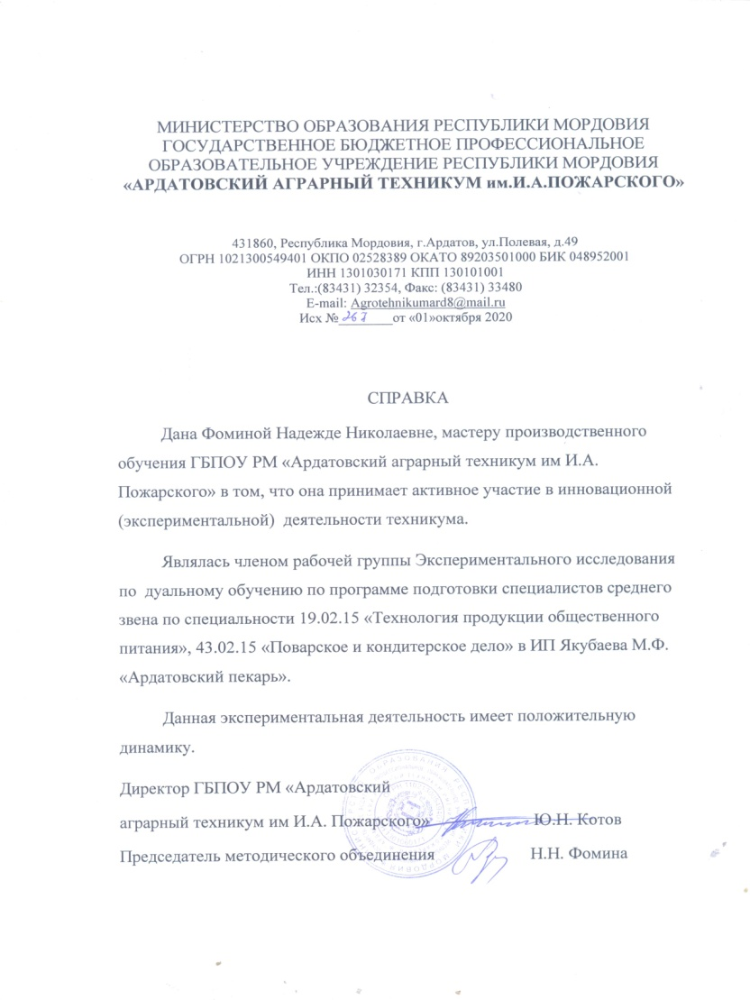 МИНИСТЕРСТВО ОБРАЗОВАНИЯ РЕСПУБЛИКИ МОРДОВИЯ
ГОСУДАРСТВЕННОЕ БЮДЖЕТНОЕ ПРОФЕССИОНАЛЬНОЕ
ОБРАЗОВАТЕЛЬНОЕ УЧРЕЖДЕНИЕ РЕСПУБЛИКИ МОРДОВИЯ
«АРДАТОВСКИЙ АГРАРНЫЙ ТЕХНИКУМ им.И.А.ПОЖАРСКОГО»
431860, Республика Мордовия, г.Ардатов, ул.Полевая, д.49
ОГРН 1021300549401 ОКПО 02528389 ОКАТО 89203501000 БИК 048952001
ИНН 1301030171 КПП 130101001
Тел.:(83431) 32354, Факс: (83431) 33480
E-mail: Agrotehnikumard8@mail.ru
Исх № от «01»октября 2020
СПРАВКА
Дана Фоминой Надежде Николаевне, мастеру производственного
обучения ГБПОУ РМ «Ардатовский аграрный техникум им И.А.
Пожарского» в том, что она принимает активное участие в инновационной
(экспериментальной)  деятельности техникума.
Являлась членом рабочей группы Экспериментального исследования
по  дуальному обучению по программе подготовки специалистов среднего
звена по специальности 19.02.15 «Технология продукции общественного
питания», 43.02.15 «Поварское и кондитерское дело» в ИП Якубаева М.Ф.
«Ардатовский пекарь».
Данная экспериментальная деятельность имеет положительную
динамику.
Директор ГБПОУ РМ «Ардатовский
аграрный техникум им И.А. Пожарского» Ю.Н. Котов
Председатель методического объединения Н.Н. Фомина